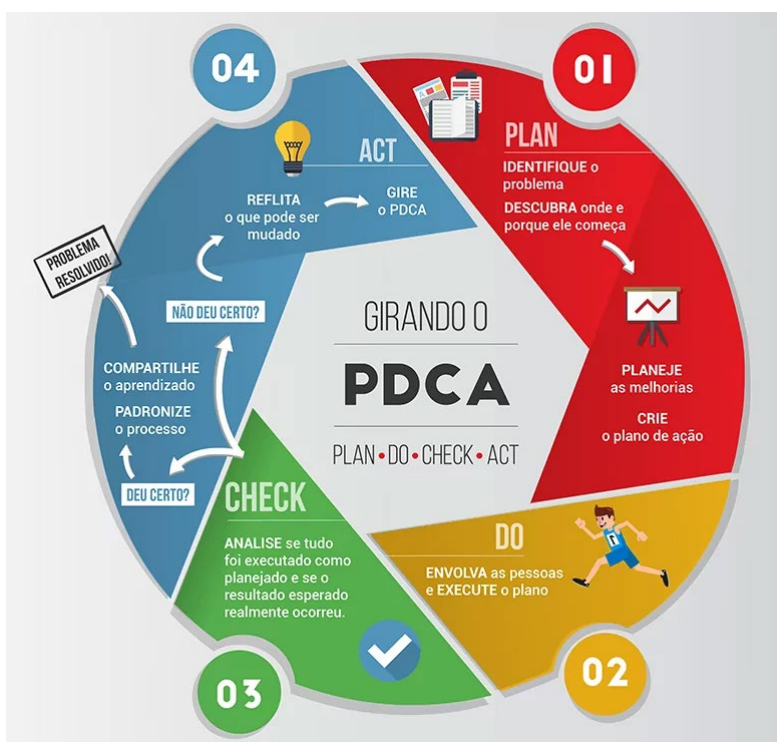 GIRANDO O
PDCA
PLAN • DO • CHECK • ACT
01
PLAN
IDENTIFIQUE o
problema
DESCUBRA onde e
porque ele começa
PLANEJE
as melhorias
CRIE
o plano de ação
02
DO
ENVOLVA as pessoas
e EXECUTE o plano
03
CHECK
ANALISE se tudo
foi executado como
planejado e se o
resultado esperado
realmente ocorreu.
04
ACT
DEU CERTO?
PADRONIZE
o processo
COMPARTILHE
o aprendizado
PROBLEMA
RESOLVIDO!
NÃO DEU CERTO?
REFLITA
o que pode ser
mudado
GIRE
o PDCA